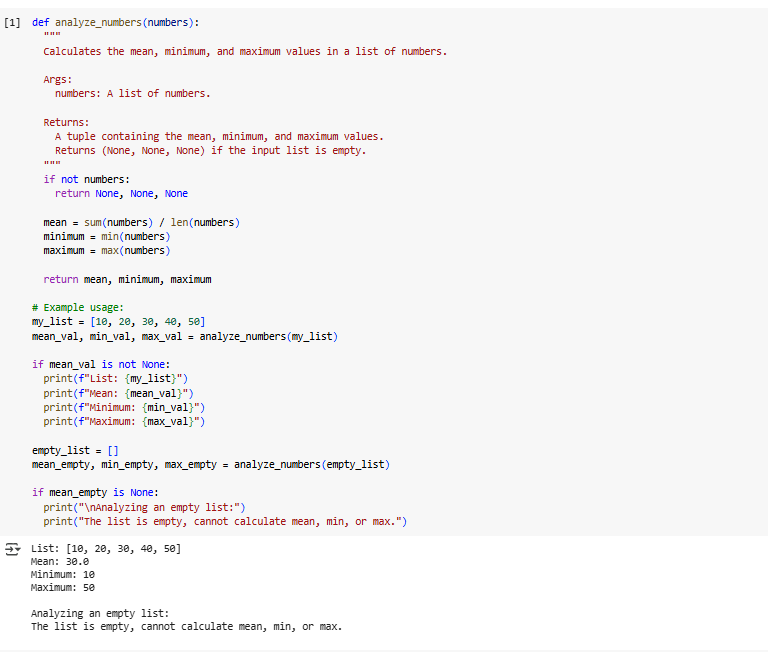 [1] def analyze_numbers(numbers):
  """
  Calculates the mean, minimum, and maximum values in a list of numbers.

  Args:
    numbers: A list of numbers.

  Returns:
    A tuple containing the mean, minimum, and maximum values.
    Returns (None, None, None) if the input list is empty.
  """
  if not numbers:
    return None, None, None

  mean = sum(numbers) / len(numbers)
  minimum = min(numbers)
  maximum = max(numbers)

  return mean, minimum, maximum

# Example usage:
my_list = [10, 20, 30, 40, 50]
mean_val, min_val, max_val = analyze_numbers(my_list)

if mean_val is not None:
  print(f"List: {my_list}")
  print(f"Mean: {mean_val}")
  print(f"Minimum: {min_val}")
  print(f"Maximum: {max_val}")

empty_list = []
mean_empty, min_empty, max_empty = analyze_numbers(empty_list)

if mean_empty is None:
  print("\nAnalyzing an empty list:")
  print("The list is empty, cannot calculate mean, min, or max.")

List: [10, 20, 30, 40, 50]
Mean: 30.0
Minimum: 10
Maximum: 50

Analyzing an empty list:
The list is empty, cannot calculate mean, min, or max.